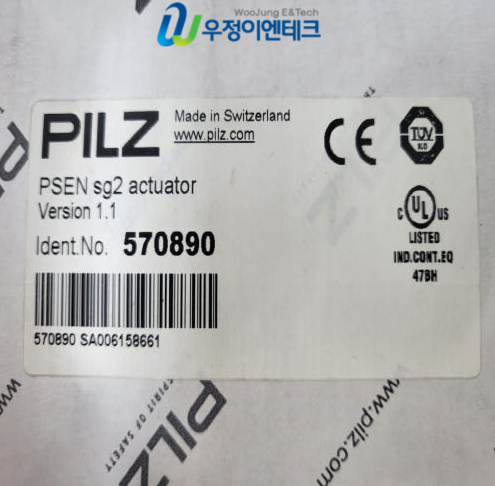 WooJung E&Tech
우정이엔테크
PILZ
Made in Switzerland
www.pilz.com
CE
TÜV
PSEN sg2 actuator
Version 1.1
Ident.No. 570890
C UL US
LISTED
IND.CONT.EQ
47BH
570890 SA006158661
SPIRIT OF SAFETY
PILZ
www.pilz.com